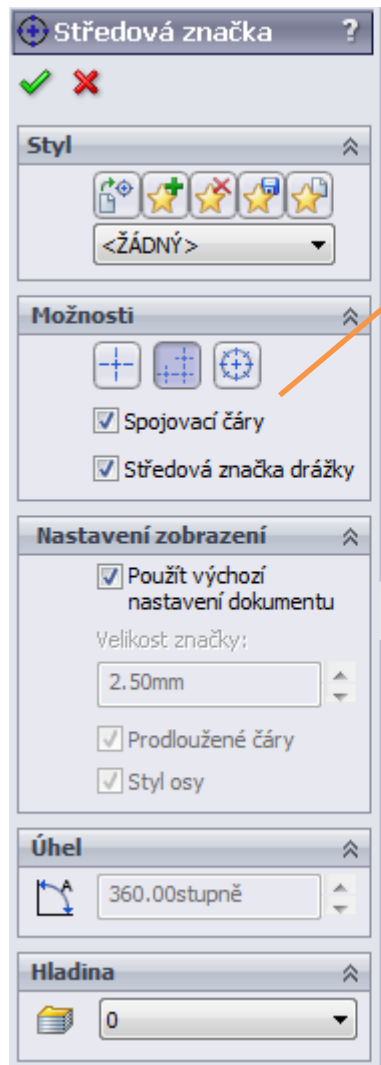 Středová značka ?
Styl
<ŽÁDNÝ>
Možnosti
Spojovací čáry
Středová značka drážky
Nastavení zobrazení
Použít výchozí
nastavení dokumentu
Velikost značky:
2.50mm
Prodloužené čáry
Styl osy
Úhel
A
360.00stupně
Hladina
0